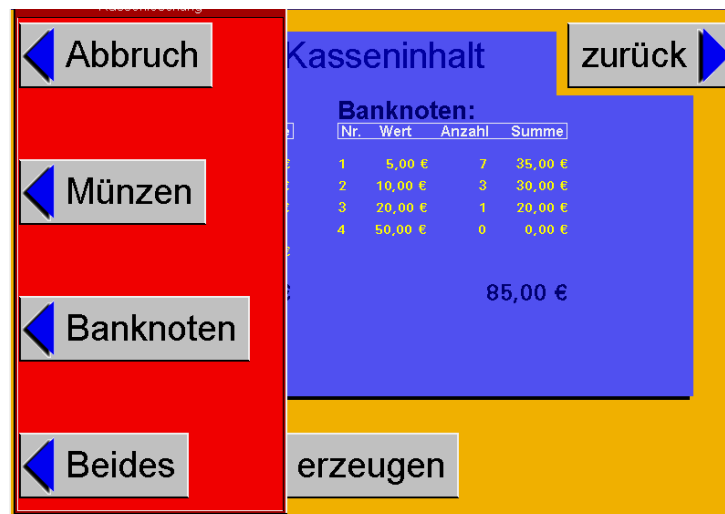 Kassenlöschung
Abbruch
Kasseninhalt
zurück
Banknoten:
Nr. Wert Anzahl Summe
1 5,00 € 7 35,00 €
2 10,00 € 3 30,00 €
3 20,00 € 1 20,00 €
4 50,00 € 0 0,00 €
85,00 €
Münzen
Banknoten
Beides
erzeugen